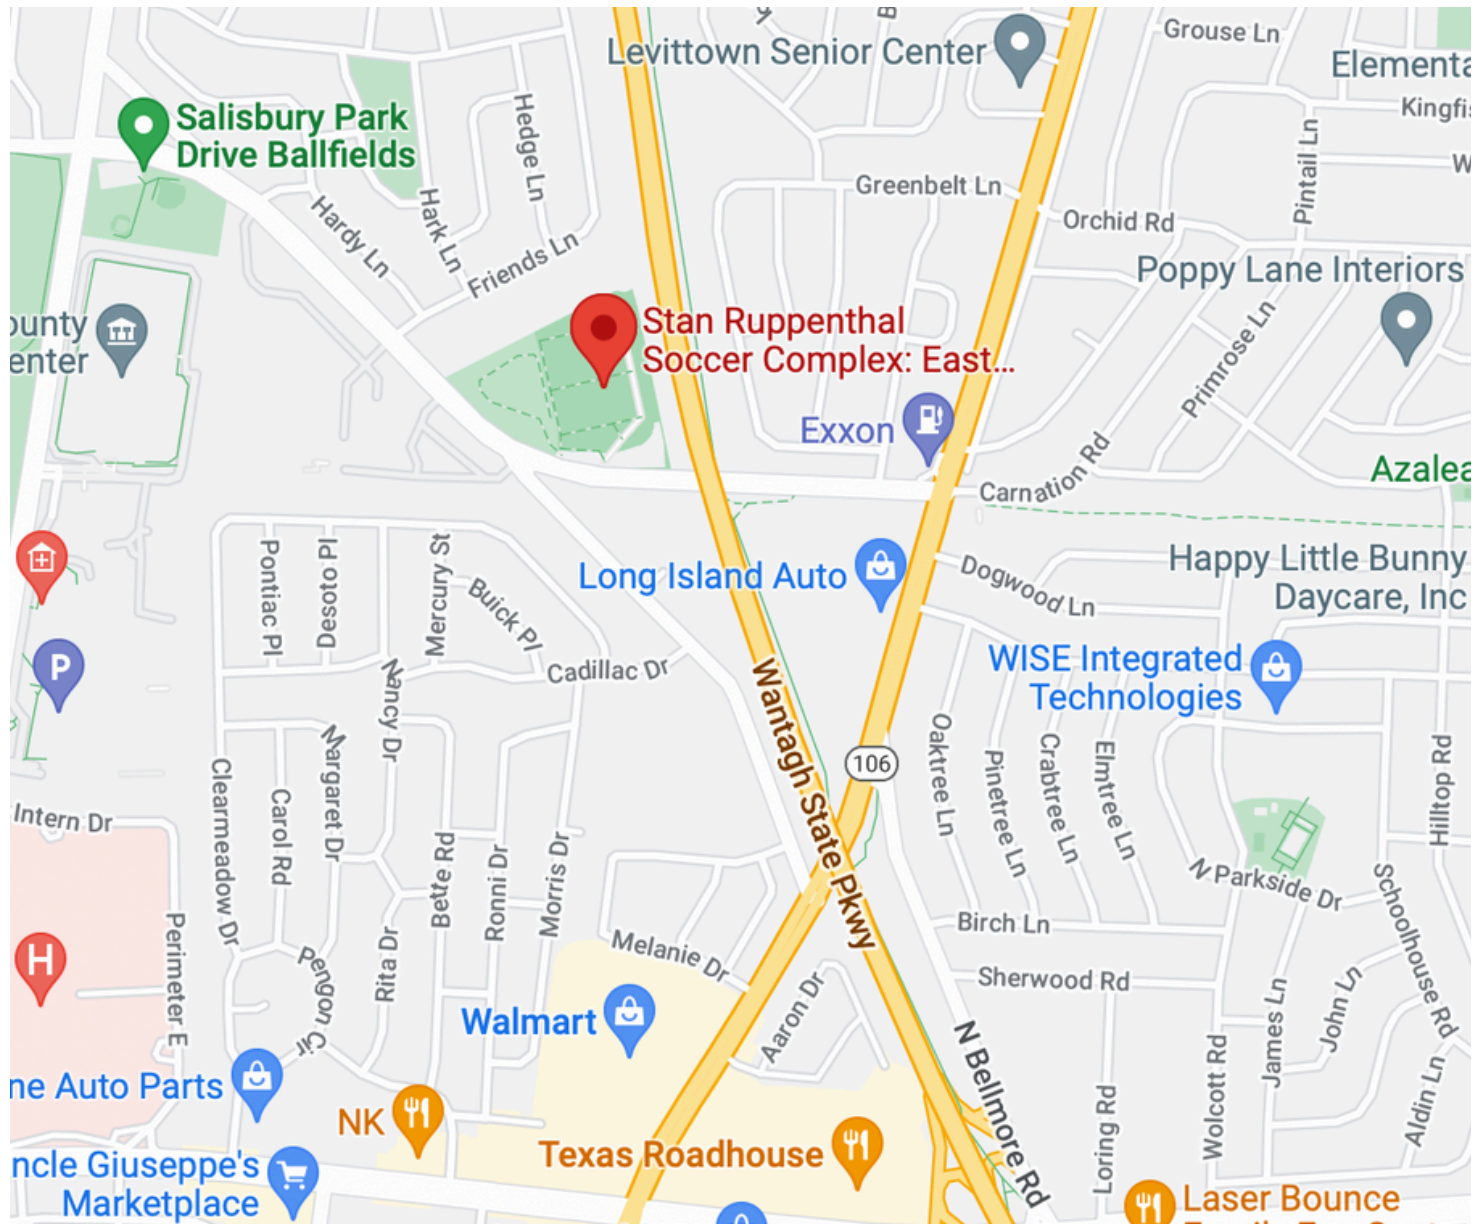 Levittown Senior Center
Grouse Ln
Elementa
Kingfis
W
Salisbury Park
Drive Ballfields
Hedge Ln
Pintail Ln
Greenbelt Ln
Orchid Rd
Hardy Ln
Hark Ln
Friends Ln
Poppy Lane Interiors
ounty
enter
Stan Ruppenthal
Soccer Complex: East...
Primrose Ln
Exxon
Carnation Rd
Azalea
Pontiac Pl
Desoto Pl
Mercury St
Buick Pl
Long Island Auto
Dogwood Ln
Happy Little Bunny
Daycare, Inc
P
Cadillac Dr
WISE Integrated
Technologies
Nancy Dr
Wantagh State Pkwy
106
Oaktree Ln
Pinetree Ln
Crabtree Ln
Elmtree Ln
Hilltop Rd
Margaret Dr
Clearmeadow Dr
Carol Rd
Intern Dr
Bette Rd
Ronni Dr
Morris Dr
N Parkside Dr
Schoolhouse Rd
Birch Ln
H
Perimeter E
Pengon Cir
Rita Dr
Melanie Dr
Aaron Dr
Sherwood Rd
Walmart
James Ln
John Ln
N Bellmore Rd
Wolcott Rd
Loring Rd
Aldin Ln
ne Auto Parts
NK
Texas Roadhouse
ncle Giuseppe's
Marketplace
Laser Bounce